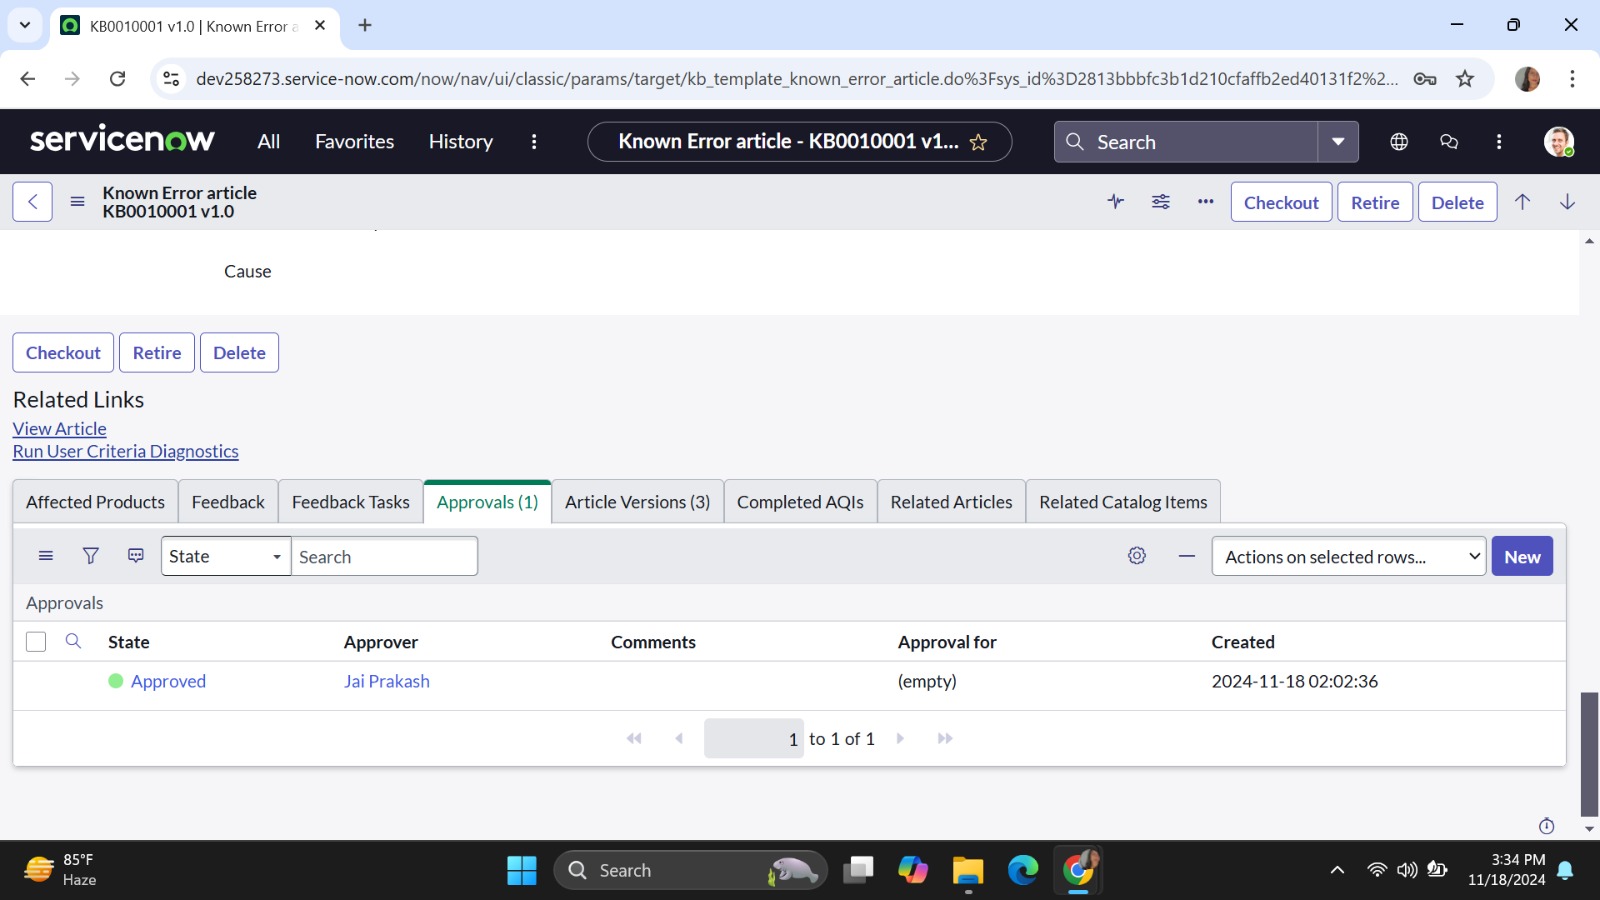 KB0010001 v1.0 | Known Error a
dev258273.service-now.com/now/nav/ui/classic/params/target/kb_template_known_error_article.do%3Fsys_id%3D2813bbbfc3b1d210cfaffb2ed40131f2%2...
servicenow All Favorites History Known Error article - KB0010001 v1... Search
Known Error article
KB0010001 v1.0
Checkout Retire Delete
Cause
Checkout Retire Delete
Related Links
View Article
Run User Criteria Diagnostics
Affected Products Feedback Feedback Tasks Approvals (1) Article Versions (3) Completed AQIs Related Articles Related Catalog Items
State Search Actions on selected rows... New
Approvals
State Approver Comments Approval for Created
Approved Jai Prakash (empty) 2024-11-18 02:02:36
1 to 1 of 1
85°F
Haze
Search
3:34 PM
11/18/2024